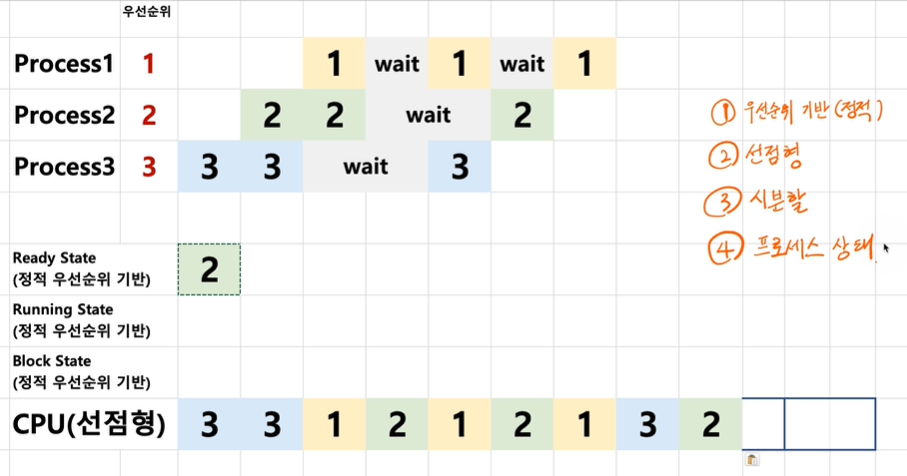 우선순위
Process1 1 1 wait 1 wait 1
① 우선순위 기반 (정적)
Process2 2 2 2 wait 2
② 선점형
Process3 3 3 3 wait 3
③ 시분할
④ 프로세스 상태.
Ready State
(정적 우선순위 기반)
2
Running State
(정적 우선순위 기반)
Block State
(정적 우선순위 기반)
CPU(선점형) 3 3 1 2 1 2 1 3 2